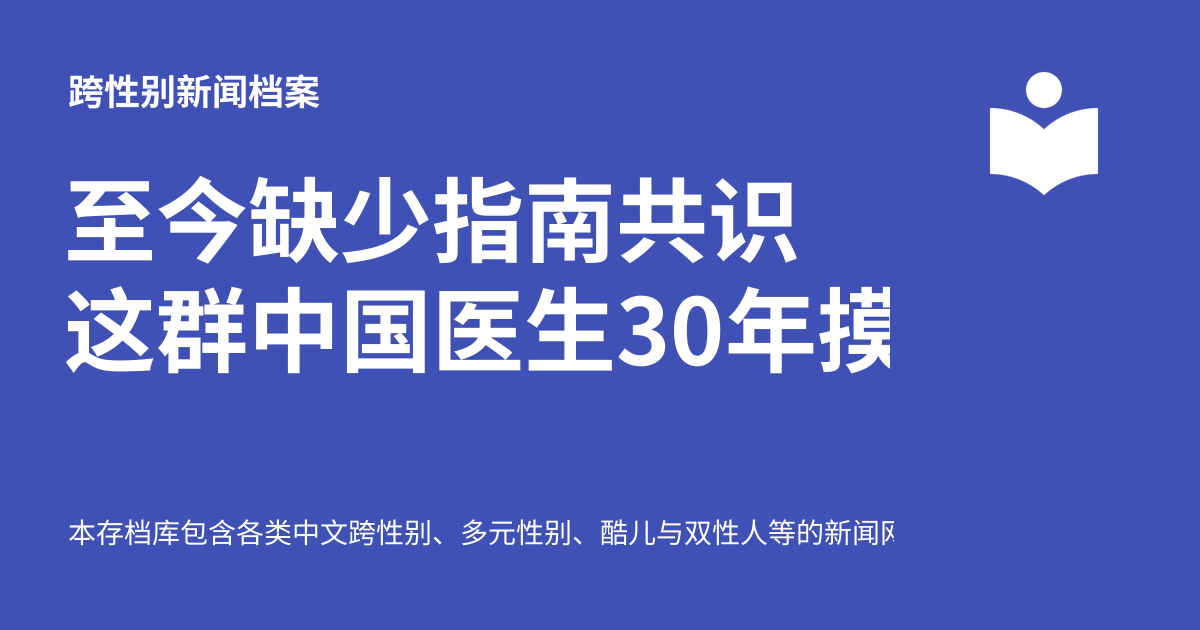 跨性别新闻档案
至今缺少指南共识
这群中国医生30年摸
本存档库包含各类中文跨性别、多元性别、酷儿与双性人等的新闻